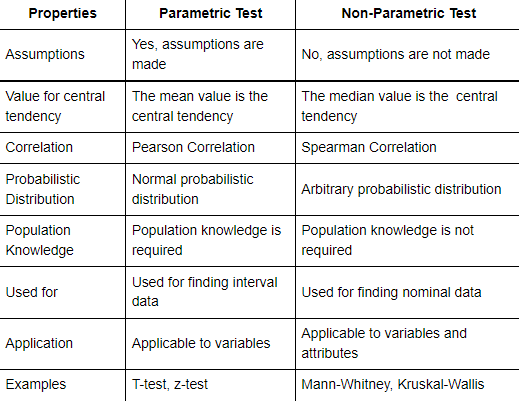 Properties Parametric Test Non-Parametric Test
Assumptions Yes, assumptions are made No, assumptions are not made
Value for central tendency The mean value is the central tendency The median value is the central tendency
Correlation Pearson Correlation Spearman Correlation
Probabilistic Distribution Normal probabilistic distribution Arbitrary probabilistic distribution
Population Knowledge Population knowledge is required Population knowledge is not required
Used for Used for finding interval data Used for finding nominal data
Application Applicable to variables Applicable to variables and attributes
Examples T-test, z-test Mann-Whitney, Kruskal-Wallis